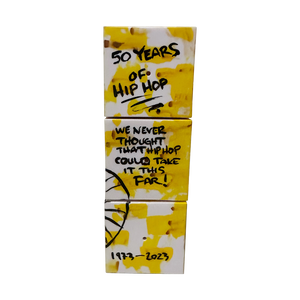 50 YEARS
OF
HIP HOP
WE NEVER
THOUGHT
THAT HIP HOP
COULD TAKE
IT THIS
FAR!
1973-2023